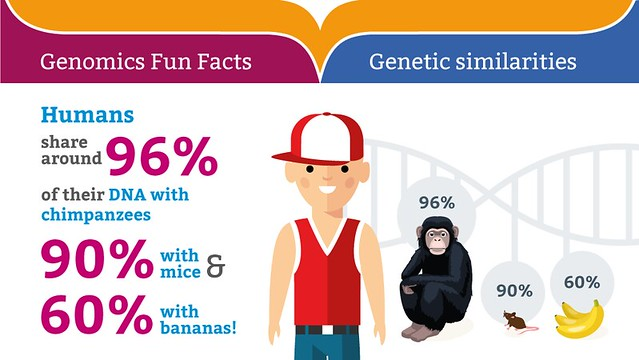 Genomics Fun Facts
Genetic similarities
Humans
share
around 96%
of their DNA with
chimpanzees
90% with
mice &
60% with
bananas!
96%
90%
60%